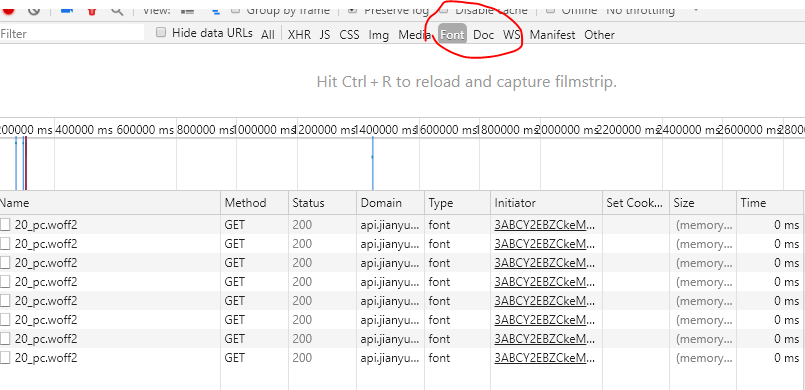 View: Group by frame Preserve log Disable cache Offline No throttling
Filter Hide data URLs All XHR JS CSS Img Media Font Doc WS Manifest Other
Hit Ctrl + R to reload and capture filmstrip.
200000 ms 400000 ms 600000 ms 800000 ms 1000000 ms 1200000 ms 1400000 ms 1600000 ms 1800000 ms 2000000 ms 2200000 ms 2400000 ms 2600000 ms 2800
Name Method Status Domain Type Initiator Set Cook... Size Time
20_pc.woff2 GET 200 api.jianyu... font 3ABCY2EBZCkeM... (memory... 0 ms
20_pc.woff2 GET 200 api.jianyu... font 3ABCY2EBZCkeM... (memory... 0 ms
20_pc.woff2 GET 200 api.jianyu... font 3ABCY2EBZCkeM... (memory... 0 ms
20_pc.woff2 GET 200 api.jianyu... font 3ABCY2EBZCkeM... (memory... 0 ms
20_pc.woff2 GET 200 api.jianyu... font 3ABCY2EBZCkeM... (memory... 0 ms
20_pc.woff2 GET 200 api.jianyu... font 3ABCY2EBZCkeM... (memory... 0 ms
20_pc.woff2 GET 200 api.jianyu... font 3ABCY2EBZCkeM... (memory... 0 ms
20_pc.woff2 GET 200 api.jianyu... font 3ABCY2EBZCkeM... (memory... 0 ms